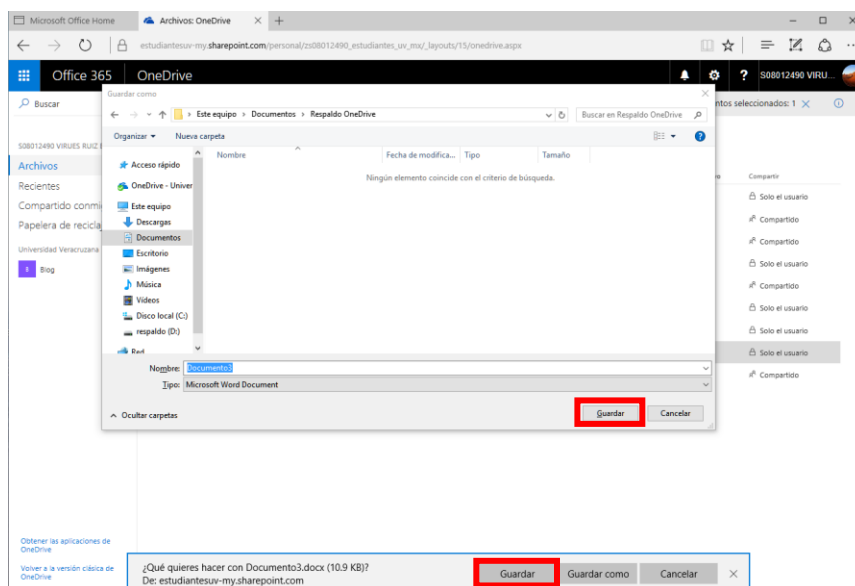 Microsoft Office Home
Archivos: OneDrive
estudiantesuv-my.sharepoint.com/personal/zs08012490_estudiantes_uv_mx/_layouts/15/onedrive.aspx
Office 365
OneDrive
? S08012490 VIRU...
Buscar
ntos seleccionados: 1
Guardar como
Este equipo > Documentos > Respaldo OneDrive
Buscar en Respaldo OneDrive
Organizar
Nueva carpeta
Nombre
Fecha de modifica...
Tipo
Tamaño
Ningún elemento coincide con el criterio de búsqueda.
Acceso rápido
OneDrive - Univer
Este equipo
Descargas
Documentos
Escritorio
Imágenes
Música
Vídeos
Disco local (C:)
respaldo (D:)
Red
Nombre: Documento3
Tipo: Microsoft Word Document
Ocultar carpetas
Guardar
Cancelar
S08012490 VIRUES RUIZ
Archivos
Recientes
Compartido conmi
Papelera de recicla
Universidad Veracruzana
B Blog
Compartir
Solo el usuario
Compartido
Compartido
Solo el usuario
Compartido
Solo el usuario
Solo el usuario
Solo el usuario
Compartido
Obtener las aplicaciones de
OneDrive
Volver a la versión clásica de
OneDrive
¿Qué quieres hacer con Documento3.docx (10.9 KB)?
De: estudiantesuv-my.sharepoint.com
Guardar
Guardar como
Cancelar